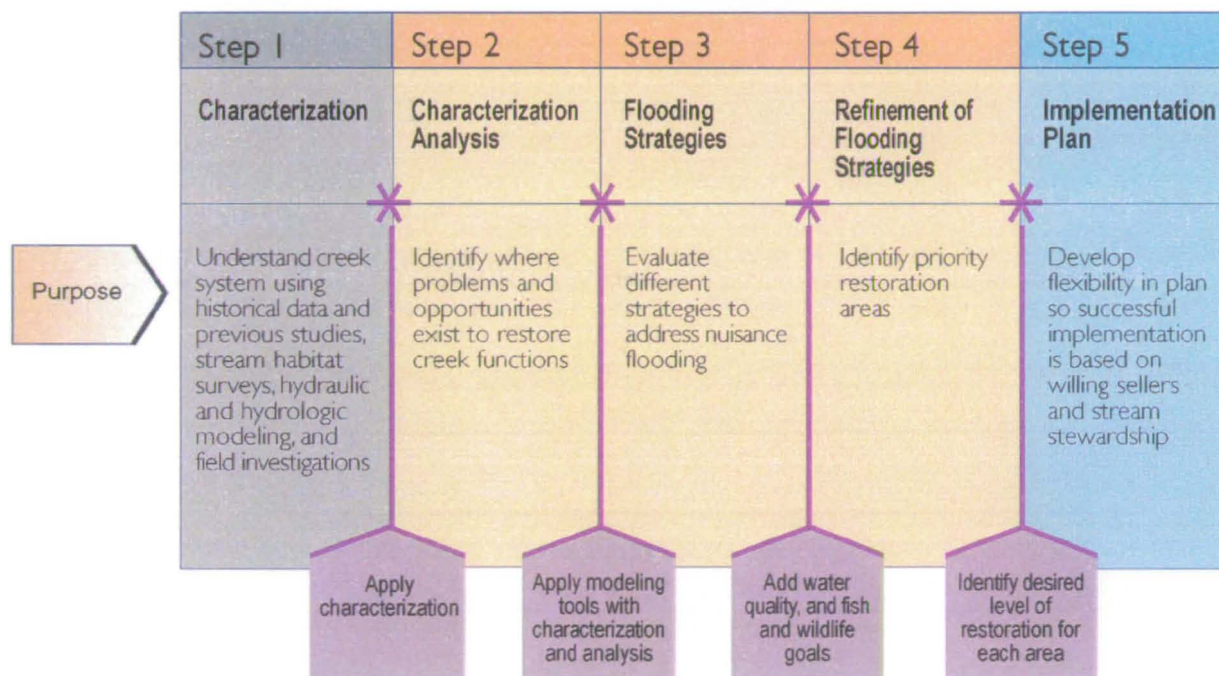 Step 1
Step 2
Step 3
Step 4
Step 5
Characterization
Characterization
Analysis
Flooding
Strategies
Refinement of
Flooding
Strategies
Implementation
Plan
Purpose
Understand creek
system using
historical data and
previous studies,
stream habitat
surveys, hydraulic
and hydrologic
modeling, and
field investigations
Identify where
problems and
opportunities
exist to restore
creek functions
Evaluate
different
strategies to
address nuisance
flooding
Identify priority
restoration
areas
Develop
flexibility in plan
so successful
implementation
is based on
willing sellers
and stream
stewardship
Apply
characterization
Apply modeling
tools with
characterization
and analysis
Add water
quality, and fish
and wildlife
goals
Identify desired
level of
restoration for
each area